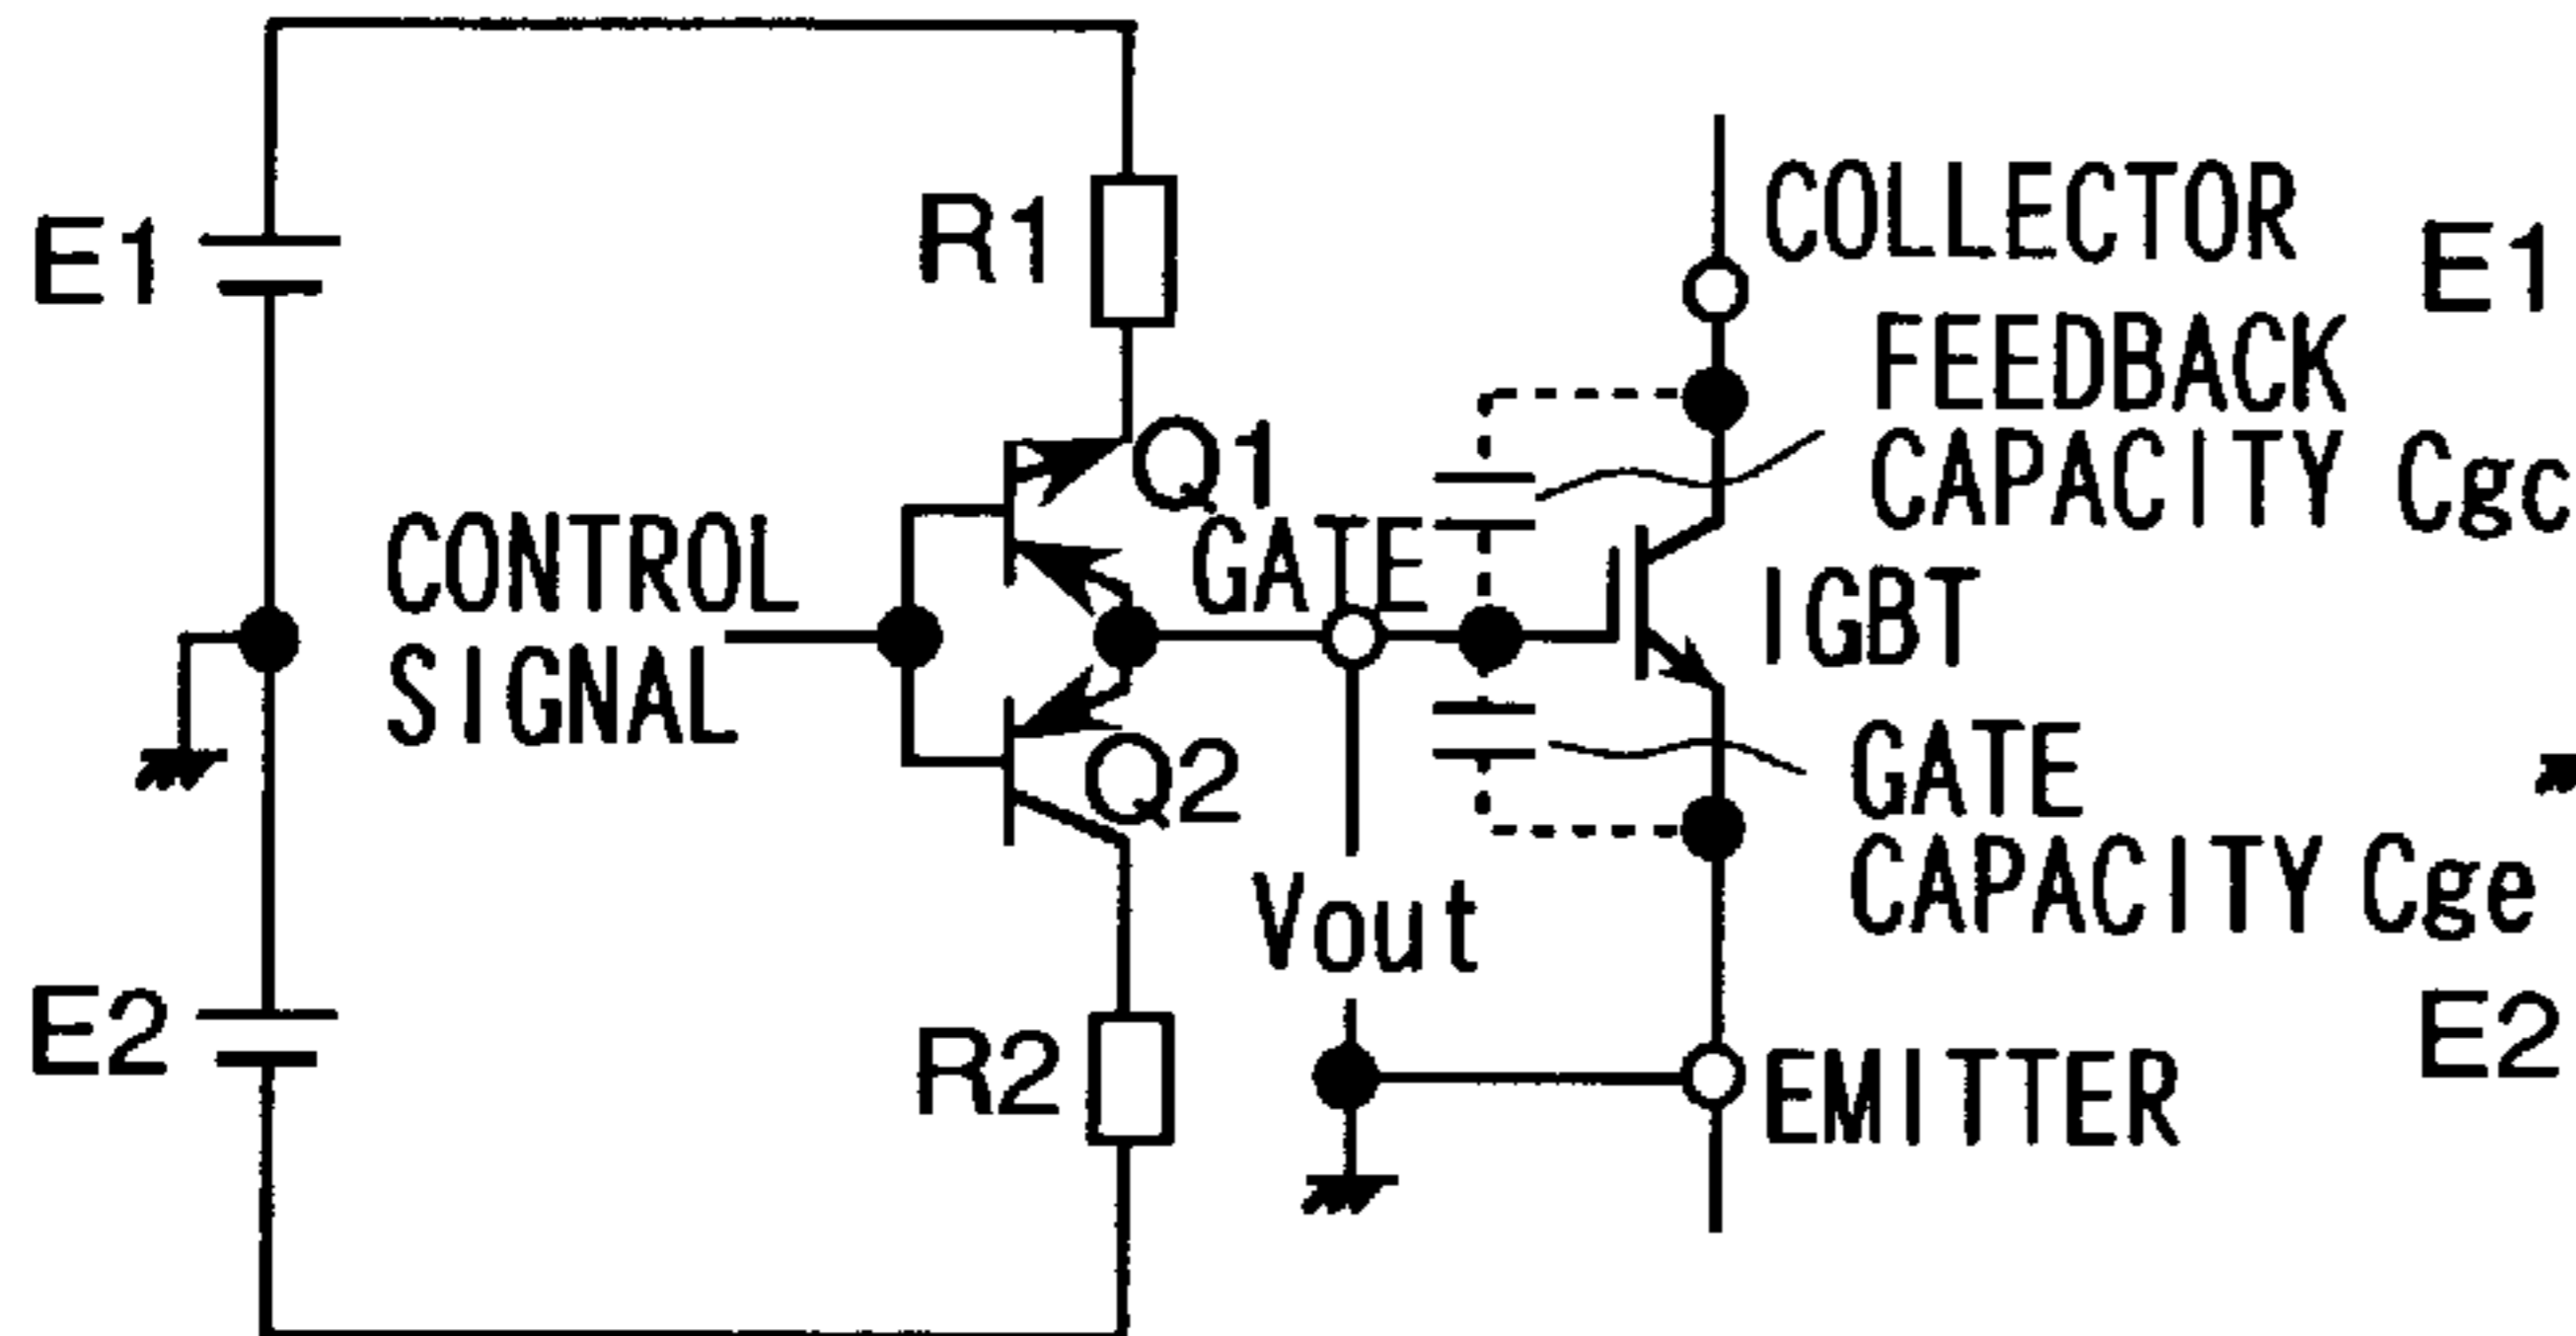 E1
R1
COLLECTOR
E1
FEEDBACK
CAPACITY Cgc
Q1
CONTROL
SIGNAL
GATE
IGBT
Q2
GATE
CAPACITY Cge
Vout
E2
R2
EMITTER
E2